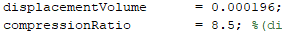 displacementVolume = 0.000196;
compressionRatio = 8.5; %(di